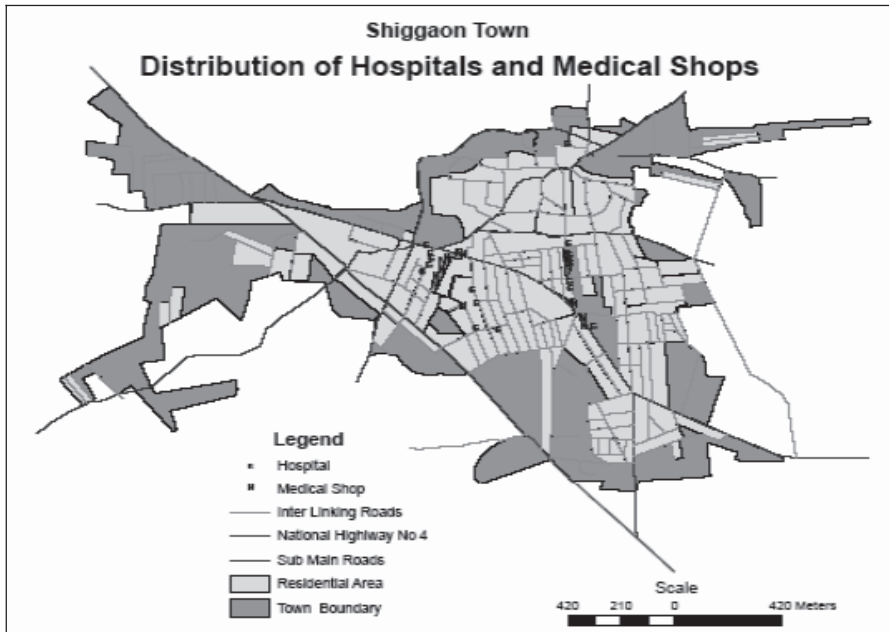 Shiggaon Town
Distribution of Hospitals and Medical Shops
Legend
Hospital
Medical Shop
Inter Linking Roads
National Highway No 4
Sub Main Roads
Residential Area
Town Boundary
Scale
420 210 0 420 Meters